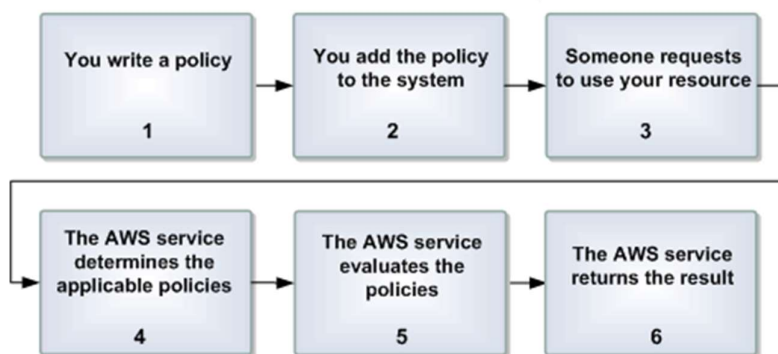 You write a policy
1
You add the policy
to the system
2
Someone requests
to use your resource
3
The AWS service
determines the
applicable policies
4
The AWS service
evaluates the
policies
5
The AWS service
returns the result
6